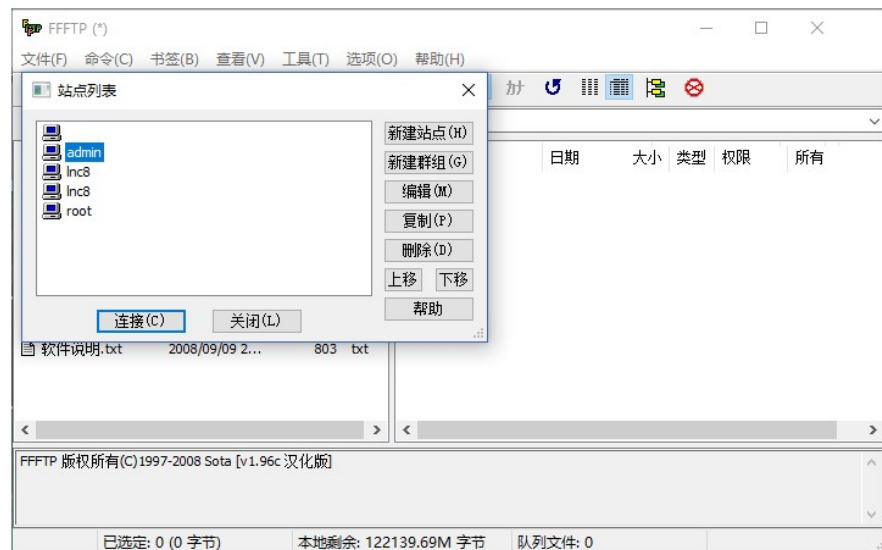 FFFTP (*)
文件(F) 命令(C) 书签(B) 查看(V) 工具(T) 选项(O) 帮助(H)
站点列表
admin
lnc8
lnc8
root
新建站点(H)
新建群组(G)
编辑(M)
复制(P)
删除(D)
上移 下移
帮助
连接(C) 关闭(L)
カナ
日期 大小 类型 权限 所有
软件说明.txt 2008/09/09 2... 803 txt
FFFTP 版权所有(C)1997-2008 Sota [v1.96c 汉化版]
已选定: 0 (0 字节) 本地剩余: 122139.69M 字节 队列文件: 0